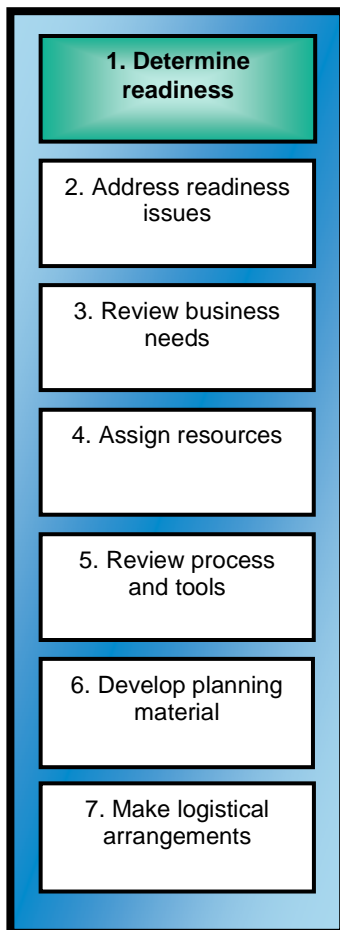 1. Determine
readiness
2. Address readiness
issues
3. Review business
needs
4. Assign resources
5. Review process
and tools
6. Develop planning
material
7. Make logistical
arrangements